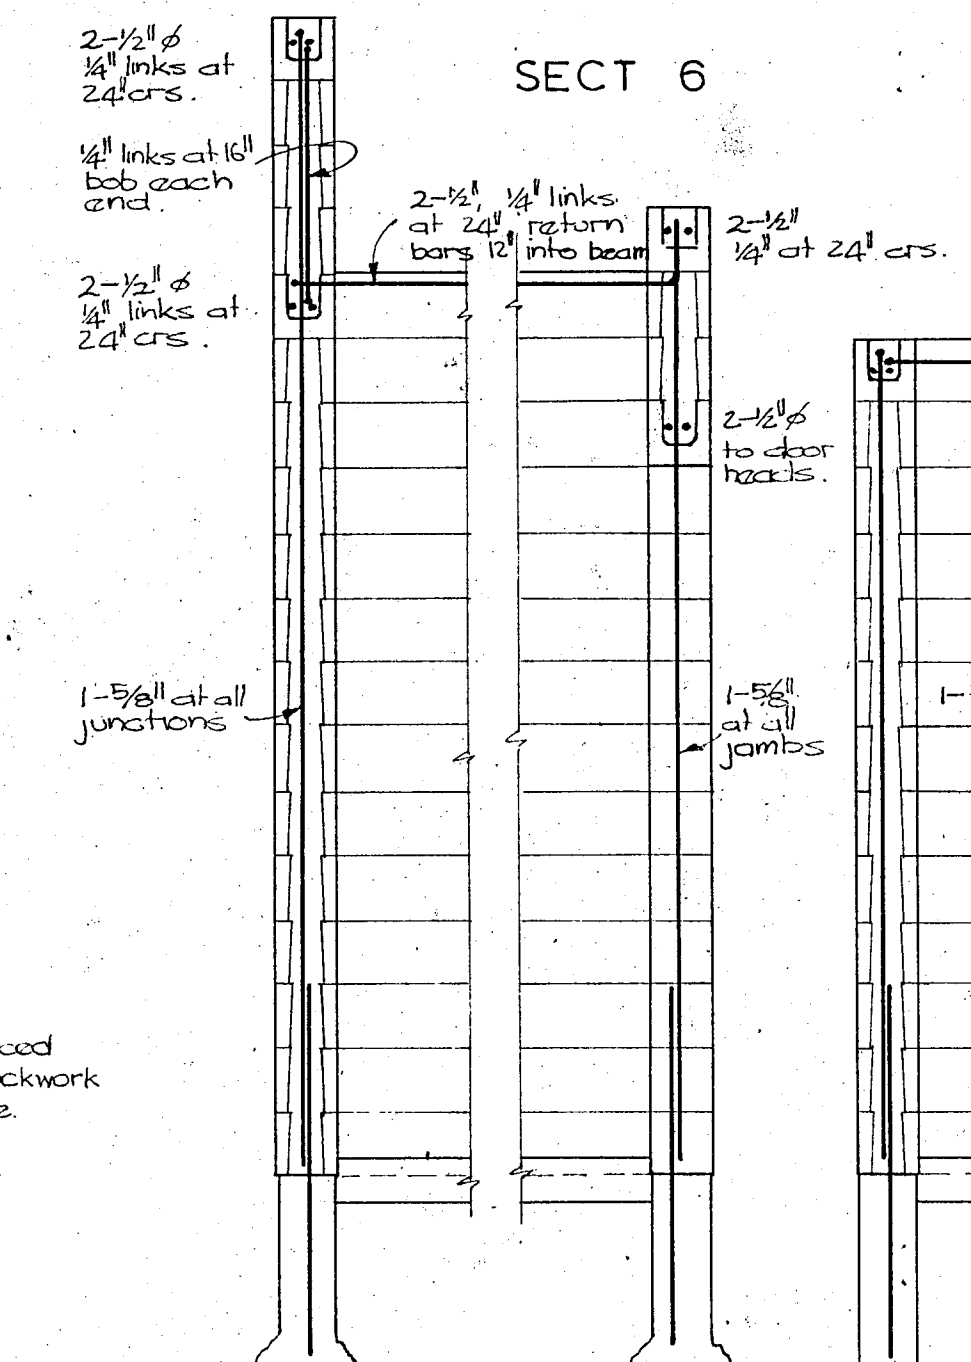 2-1/2" ϕ
1/4" links at
24" crs.
SECT 6
1/4" links at 16"
bob each
end.
2-1/2", 1/4" links
at 24" return
bars 12" into beam
2-1/2"
1/4" at 24" crs.
2-1/2" ϕ
1/4" links at
24" crs.
2-1/2" ϕ
to door
heads.
1-5/8" at all
junctions
1-5/8"
at all
jambs
1-
ced
ckwork
e.